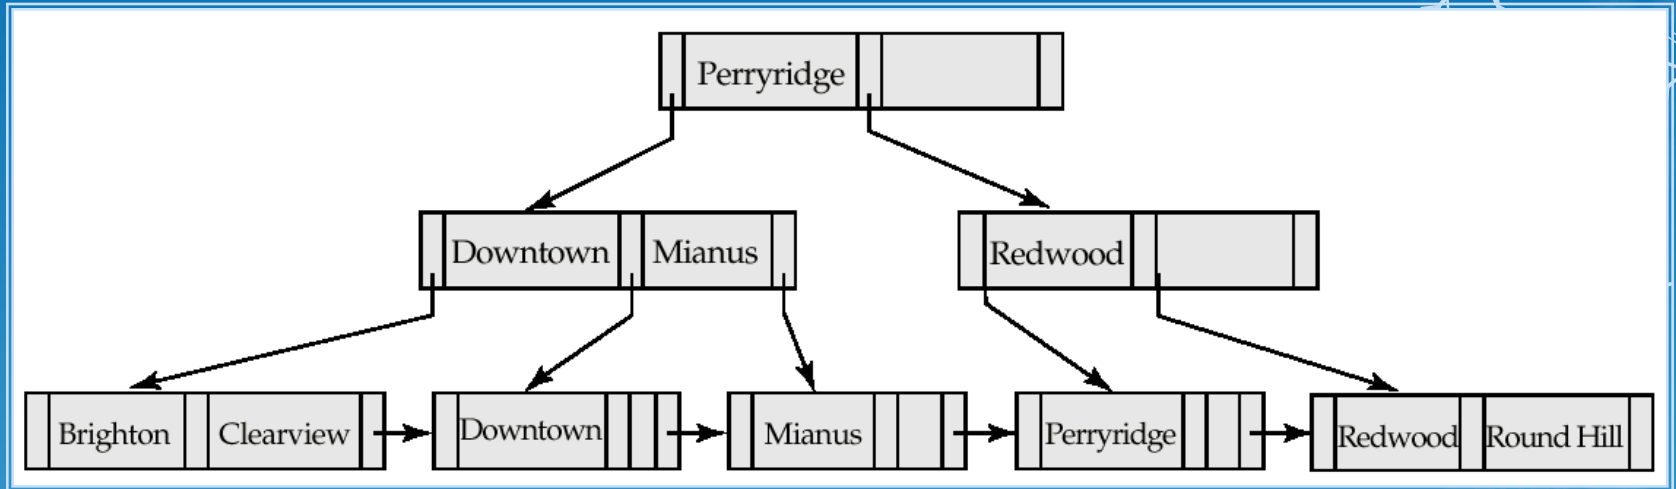 Perryridge
Downtown Mianus
Redwood
Brighton Clearview
Downtown
Mianus
Perryridge
Redwood Round Hill